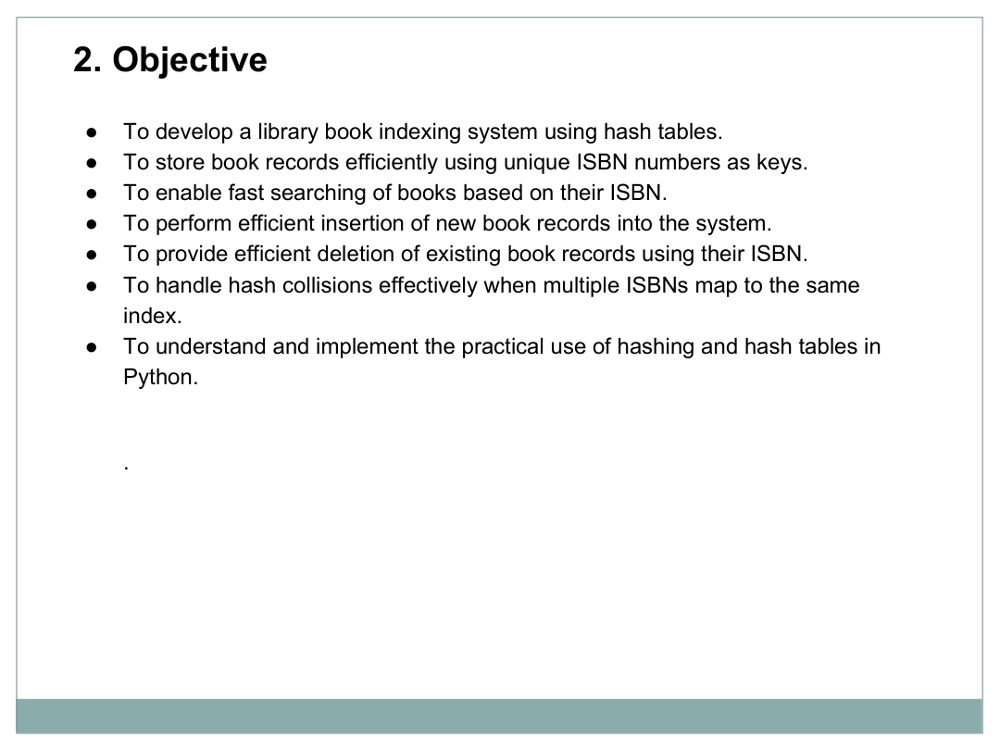 2. Objective
● To develop a library book indexing system using hash tables.
● To store book records efficiently using unique ISBN numbers as keys.
● To enable fast searching of books based on their ISBN.
● To perform efficient insertion of new book records into the system.
● To provide efficient deletion of existing book records using their ISBN.
● To handle hash collisions effectively when multiple ISBNs map to the same
index.
● To understand and implement the practical use of hashing and hash tables in
Python.
.